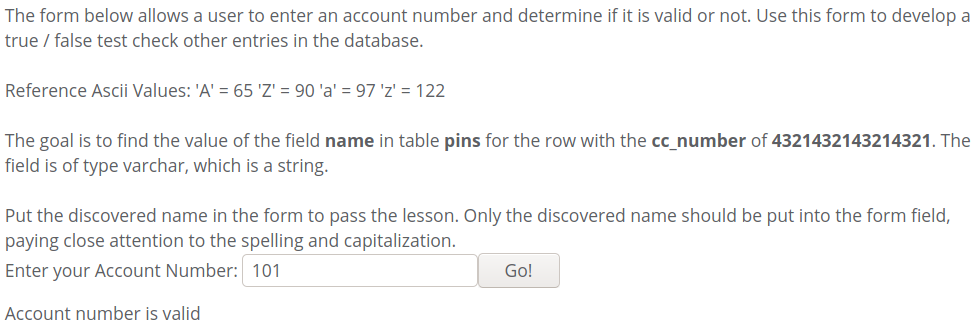 The form below allows a user to enter an account number and determine if it is valid or not. Use this form to develop a
true / false test check other entries in the database.
Reference Ascii Values: 'A' = 65 'Z' = 90 'a' = 97 'z' = 122
The goal is to find the value of the field name in table pins for the row with the cc_number of 4321432143214321. The
field is of type varchar, which is a string.
Put the discovered name in the form to pass the lesson. Only the discovered name should be put into the form field,
paying close attention to the spelling and capitalization.
Enter your Account Number: 101 Go!
Account number is valid